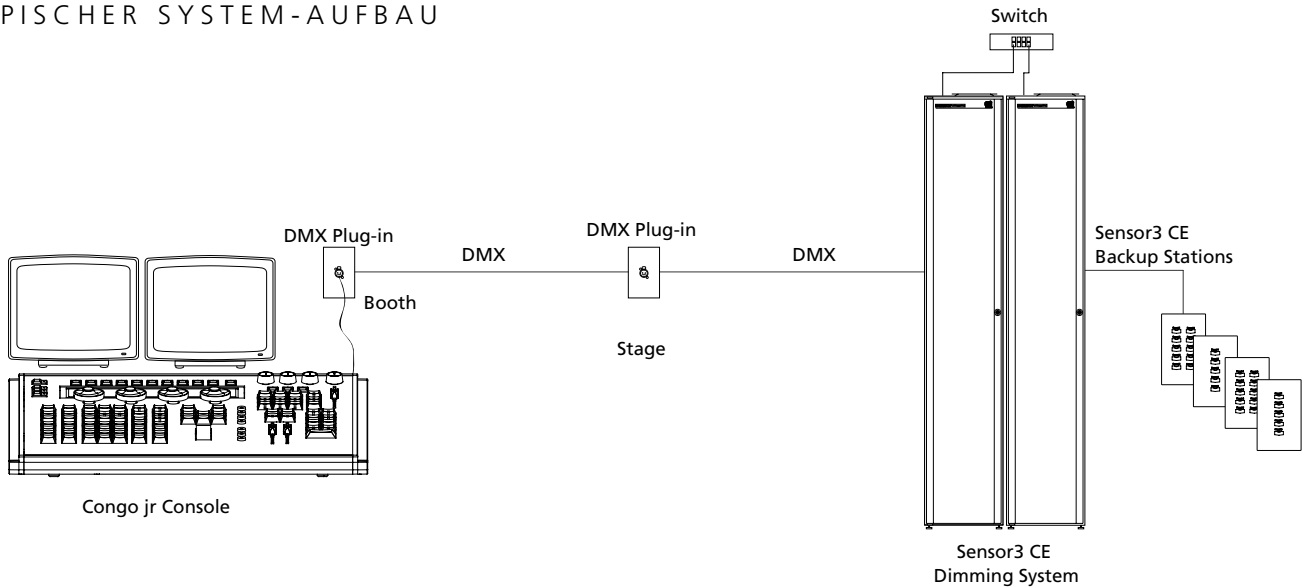 PISCHER SYSTEM-AUFBAU
Switch
DMX Plug-in
DMX
DMX Plug-in
DMX
Sensor3 CE
Backup Stations
Booth
Stage
Congo jr Console
Sensor3 CE
Dimming System